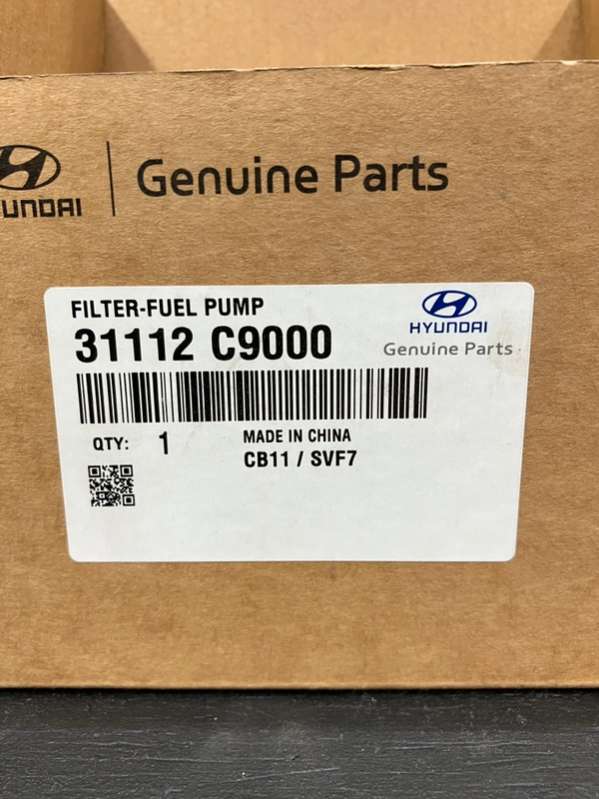 Genuine Parts
HYUNDAI
FILTER-FUEL PUMP
31112 C9000
HYUNDAI
Genuine Parts
QTY: 1
MADE IN CHINA
CB11 / SVF7